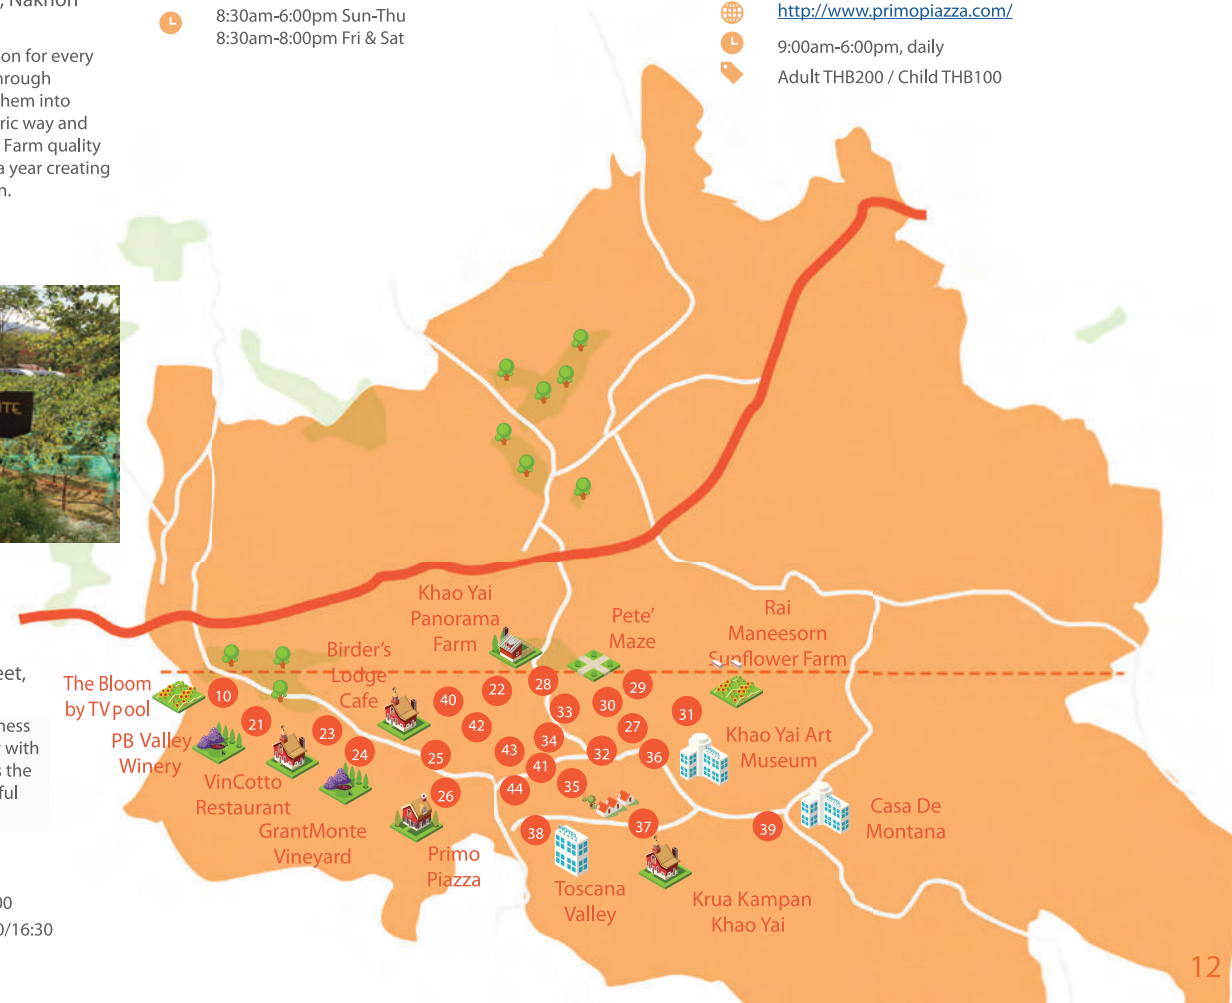 , Nakhon
on for every
hrough
hem into
ric way and
Farm quality
a year creating
n.
8:30am-6:00pm Sun-Thu
8:30am-8:00pm Fri & Sat
http://www.primopiazza.com/
9:00am-6:00pm, daily
Adult THB200 / Child THB100
ITE
eet,
ness
with
s the
ful
00
0/16:30
Khao Yai
Panorama
Farm
Pete'
Maze
Rai
Maneesorn
Sunflower Farm
Birder's
Lodge
Cafe
The Bloom
by TV pool
PB Valley
Winery
VinCotto
Restaurant
GrantMonte
Vineyard
Primo
Piazza
Toscana
Valley
Krua Kampan
Khao Yai
Khao Yai Art
Museum
Casa De
Montana
10
21
23
24
25
26
40
22
42
28
33
30
29
27
31
43
34
32
36
41
44
35
38
37
39
12